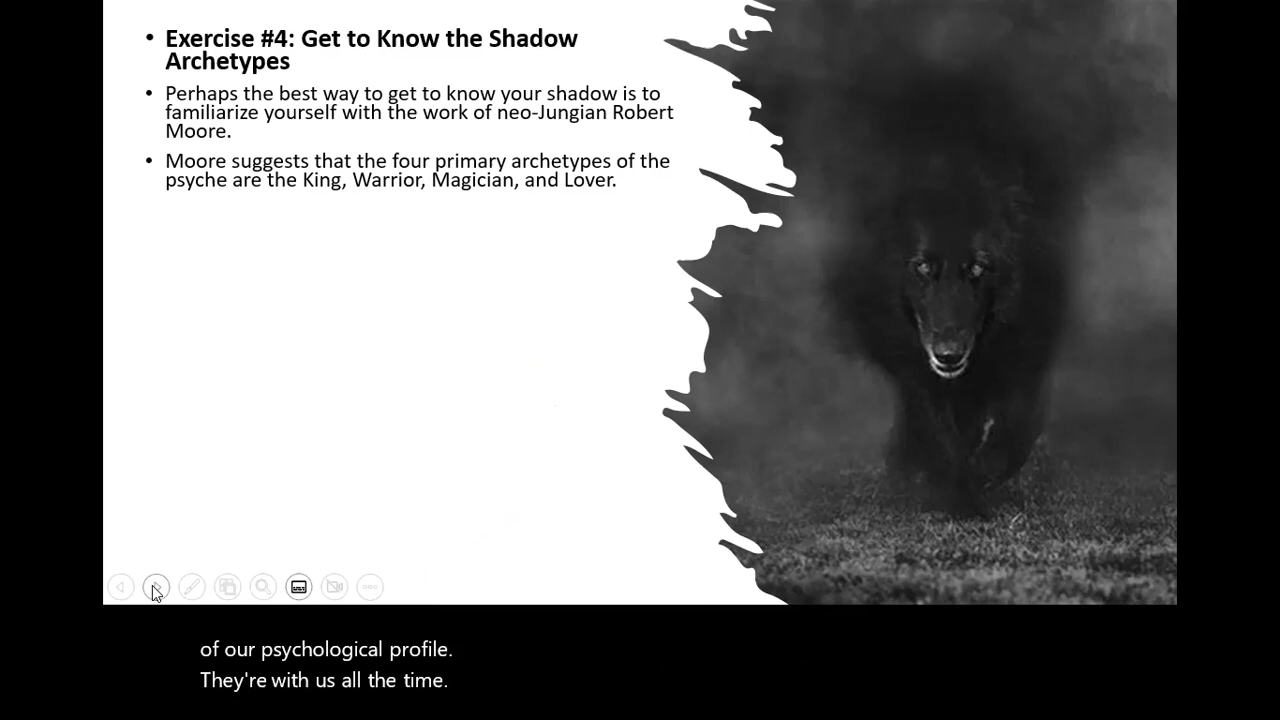 • Exercise #4: Get to Know the Shadow
Archetypes
• Perhaps the best way to get to know your shadow is to
familiarize yourself with the work of neo-Jungian Robert
Moore.
• Moore suggests that the four primary archetypes of the
psyche are the King, Warrior, Magician, and Lover.
of our psychological profile.
They're with us all the time.